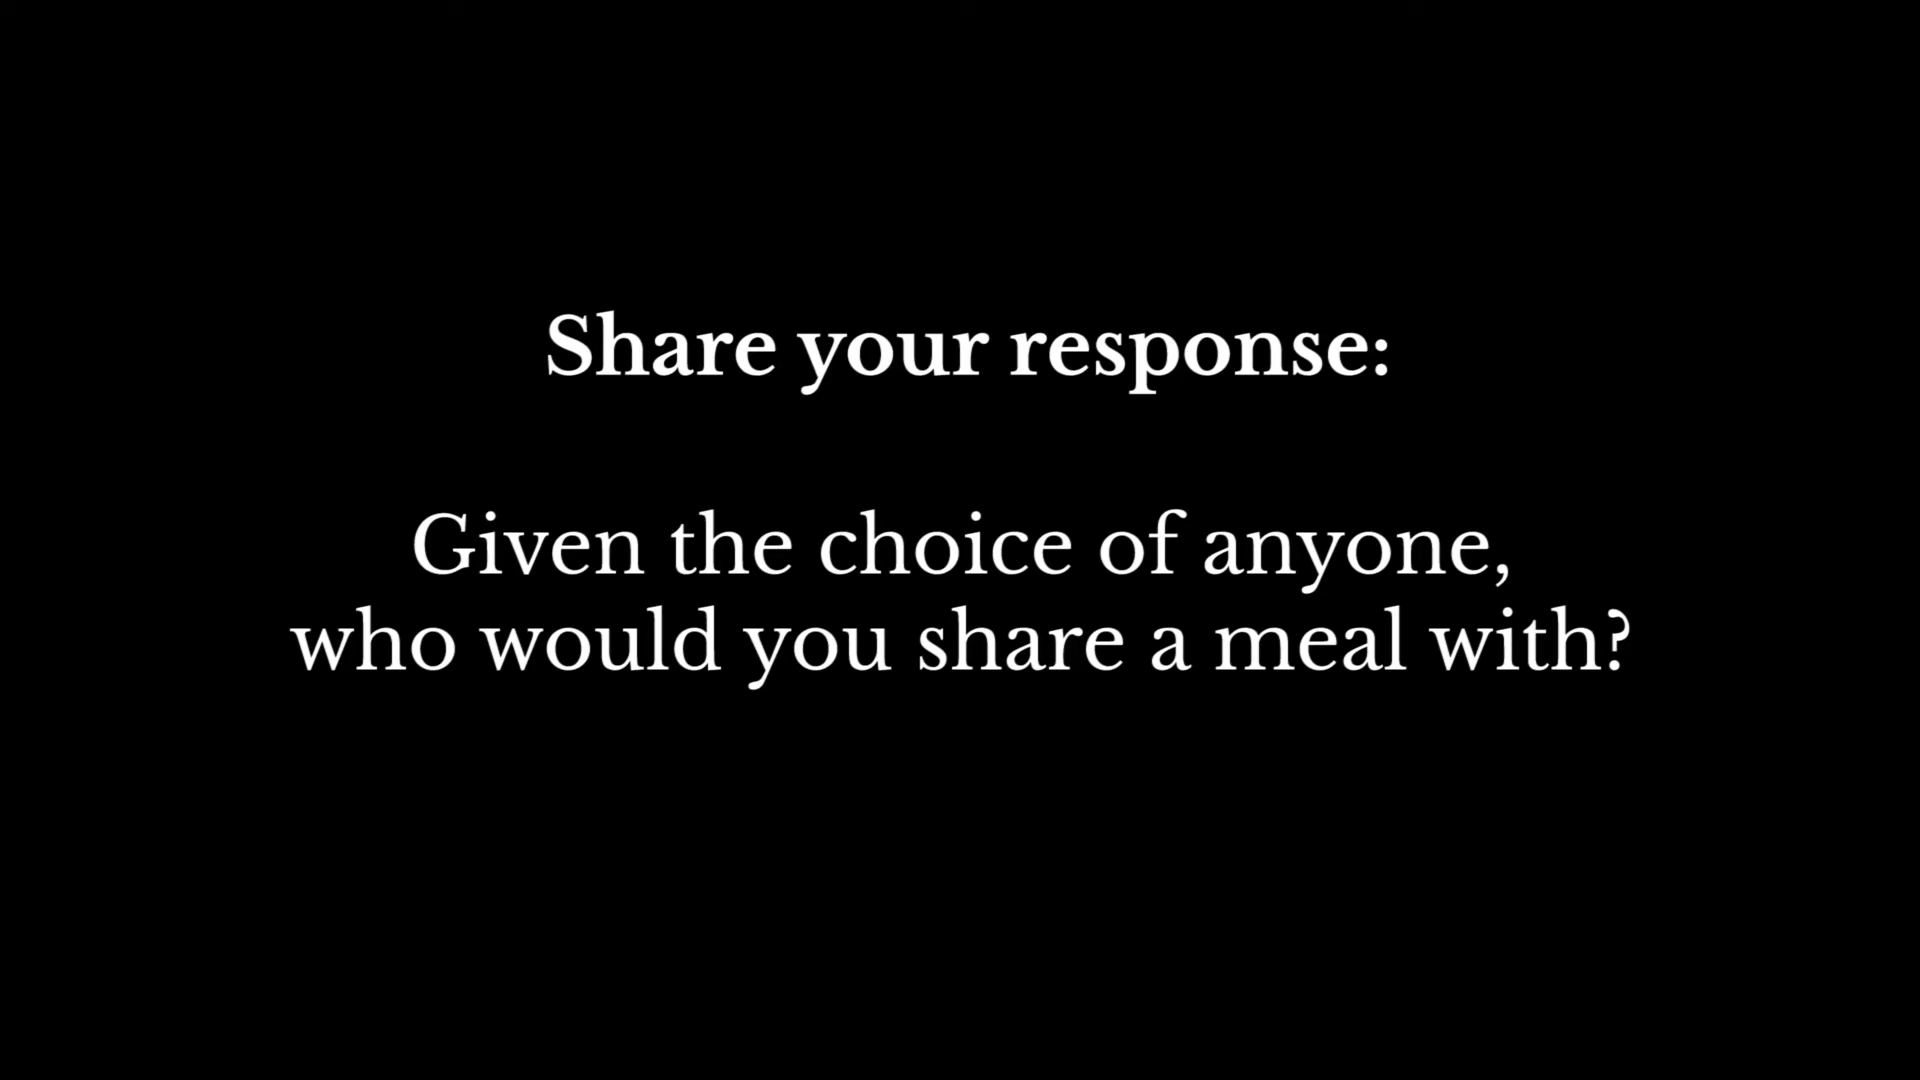 Share your response:
Given the choice of anyone,
who would you share a meal with?